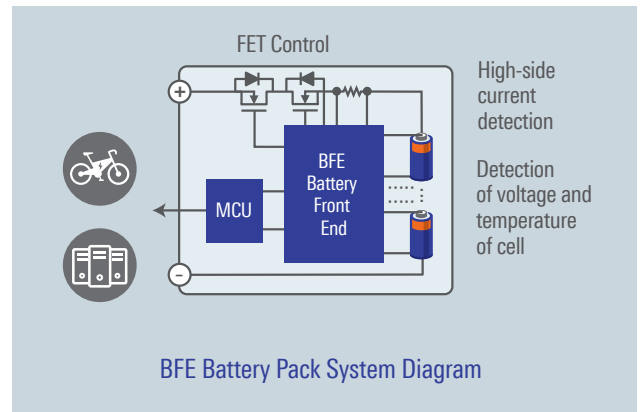 FET Control
+
High-side
current
detection
BFE
Battery
Front
End
MCU
Detection
of voltage and
temperature
of cell
-
BFE Battery Pack System Diagram